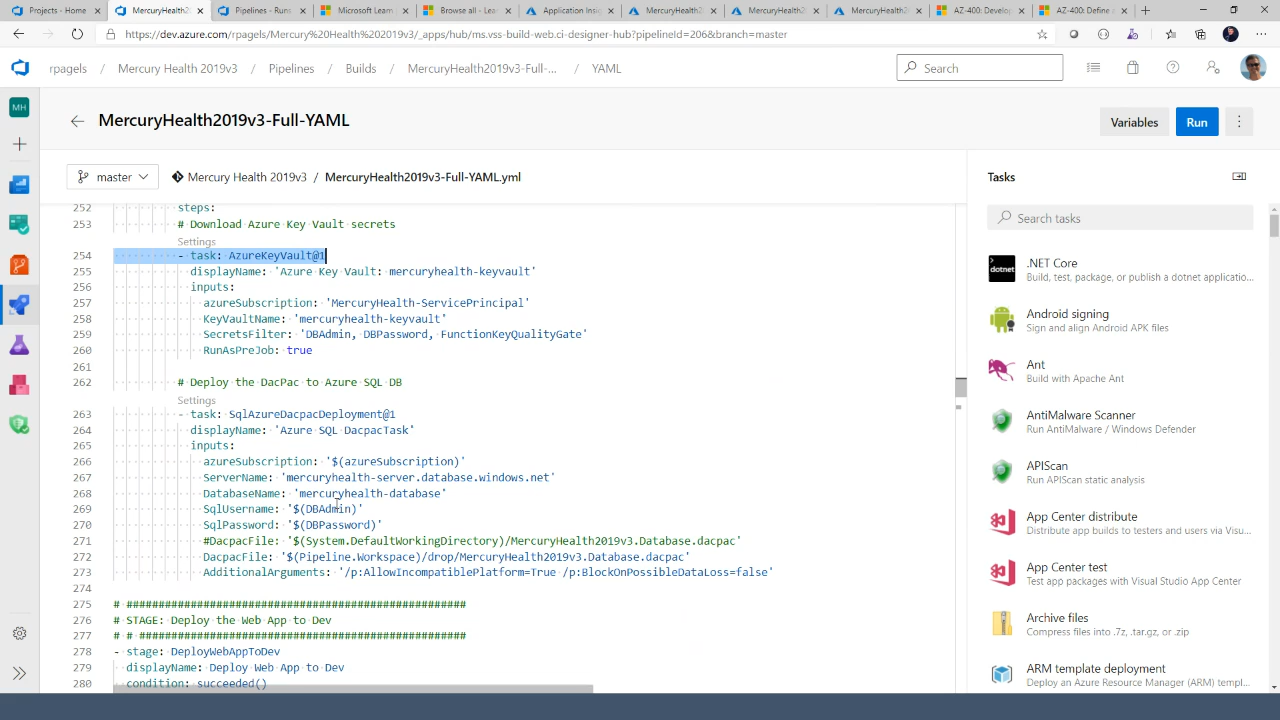 Projects - Home
MercuryHealth2
Pipelines - Runs
Microsoft Learn
Browse all - Lea
Application Insi
MercuryHealth2
MercuryHealth2
MercuryHealth2
AZ-400: Develo
AZ-400: Define a
https://dev.azure.com/rpagels/Mercury%20Health%202019v3/_apps/hub/ms.vss-build-web.ci-designer-hub?pipelineId=206&branch=master
rpagels / Mercury Health 2019v3 / Pipelines / Builds / MercuryHealth2019v3-Full-... / YAML
Search
MH
MercuryHealth2019v3-Full-YAML
Variables
Run
master
Mercury Health 2019v3 / MercuryHealth2019v3-Full-YAML.yml
252 steps:
253 # Download Azure Key Vault secrets
Settings
254 - task: AzureKeyVault@1
255 displayName: 'Azure Key Vault: mercuryhealth-keyvault'
256 inputs:
257 azureSubscription: 'MercuryHealth-ServicePrincipal'
258 KeyVaultName: 'mercuryhealth-keyvault'
259 SecretsFilter: 'DBAdmin, DBPassword, FunctionKeyQualityGate'
260 RunAsPreJob: true
261
262 # Deploy the DacPac to Azure SQL DB
Settings
263 - task: SqlAzureDacpacDeployment@1
264 displayName: 'Azure SQL DacpacTask'
265 inputs:
266 azureSubscription: '$(azureSubscription)'
267 ServerName: 'mercuryhealth-server.database.windows.net'
268 DatabaseName: 'mercuryhealth-database'
269 SqlUsername: '$(DBAdmin)'
270 SqlPassword: '$(DBPassword)'
271 #DacpacFile: '$(System.DefaultWorkingDirectory)/MercuryHealth2019v3.Database.dacpac'
272 DacpacFile: '$(Pipeline.Workspace)/drop/MercuryHealth2019v3.Database.dacpac'
273 AdditionalArguments: '/p:AllowIncompatiblePlatform=True /p:BlockOnPossibleDataLoss=false'
274
275 # #####################################################
276 # STAGE: Deploy the Web App to Dev
277 # # ###################################################
278 - stage: DeployWebAppToDev
279 displayName: Deploy Web App to Dev
280 condition: succeeded()
Tasks
Search tasks
dotnet
.NET Core
Build, test, package, or publish a dotnet applicatio...
Android signing
Sign and align Android APK files
Ant
Build with Apache Ant
AntiMalware Scanner
Run AntiMalware / Windows Defender
APIScan
Run APIScan static analysis
App Center distribute
Distribute app builds to testers and users via Visu...
App Center test
Test app packages with Visual Studio App Center
Archive files
Compress files into .7z, .tar.gz, or .zip
ARM template deployment
Deploy an Azure Resource Manager (ARM) templ...